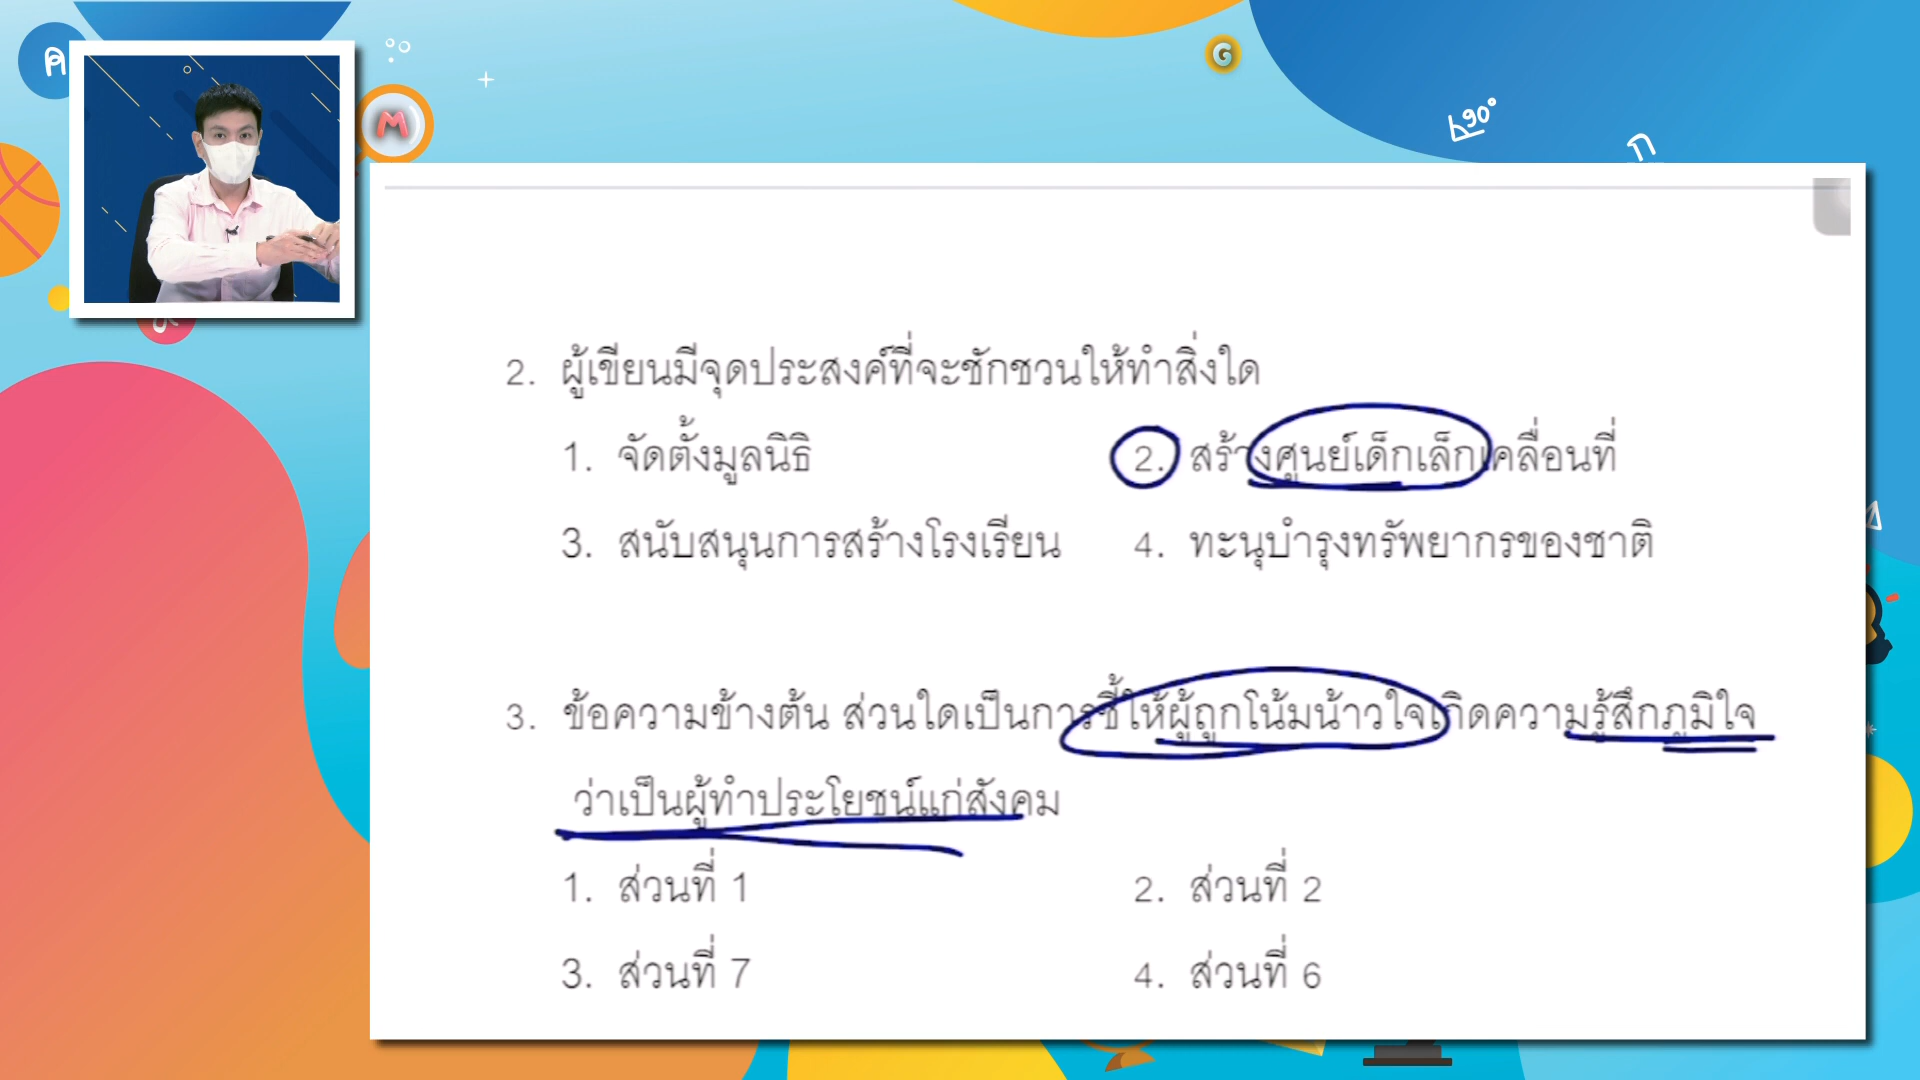 ค
M
G
90°
ก
2. ผู้เขียนมีจุดประสงค์ที่จะชักชวนให้ทำสิ่งใด
1. จัดตั้งมูลนิธิ
2. สร้างศูนย์เด็กเล็กเคลื่อนที่
3. สนับสนุนการสร้างโรงเรียน
4. ทะนุบำรุงทรัพยากรของชาติ
3. ข้อความข้างต้น ส่วนใดเป็นการชี้ให้ผู้ถูกโน้มน้าวใจเกิดความรู้สึกภูมิใจ
ว่าเป็นผู้ทำประโยชน์แก่สังคม
1. ส่วนที่ 1
2. ส่วนที่ 2
3. ส่วนที่ 7
4. ส่วนที่ 6